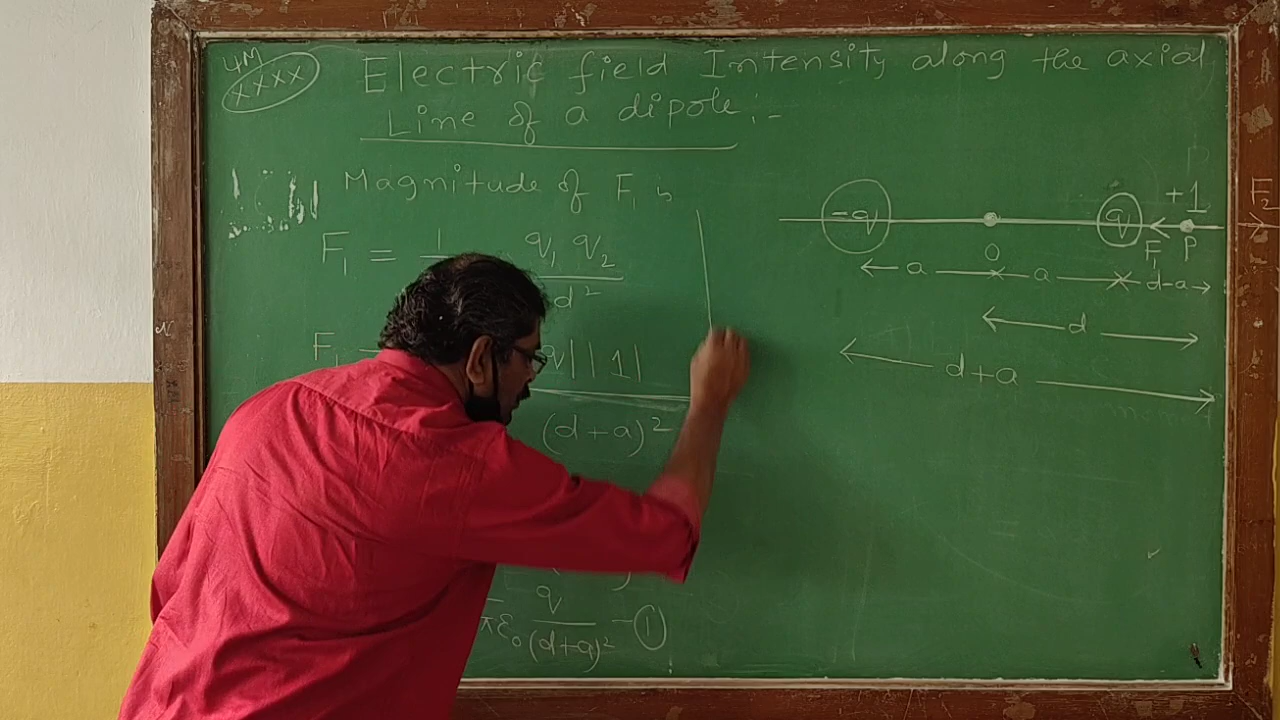 4M
xxxx
Electric field Intensity along the axial
Line of a dipole :-
Magnitude of F₁ is
F₁ = 1 q₁ q₂
d²
F₁ = q| |1|
(d+a)²
πε₀ q
(d+a)² - ①
-q q +1 F₂
O F₁ P
a a d-a
d
d+a